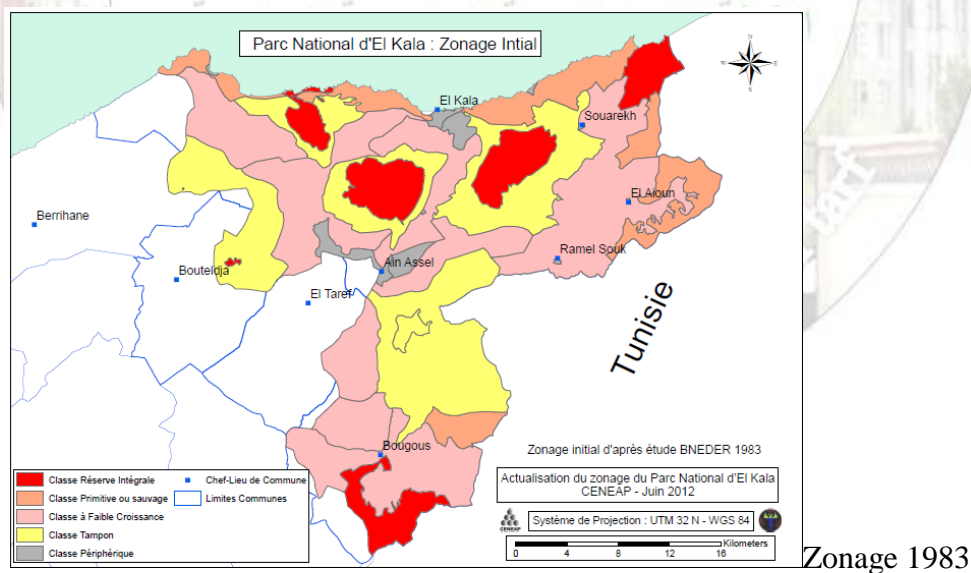 Parc National d'El Kala : Zonage Intial
N
W
E
S
El Kala
Souarekh
Berrihane
El Aioun
Bouteldja
Ain Assel
Ramel Souk
El Taref
Tunisie
Bougous
Zonage initial d'après étude BNEDER 1983
Classe Réserve Intégrale
Classe Primitive ou sauvage
Classe à Faible Croissance
Classe Tampon
Classe Périphérique
Chef-Lieu de Commune
Limites Communes
Actualisation du zonage du Parc National d'El Kala
CENEAP - Juin 2012
CENEAP
Système de Projection : UTM 32 N - WGS 84
Kilometers
0 4 8 12 16
Zonage 1983